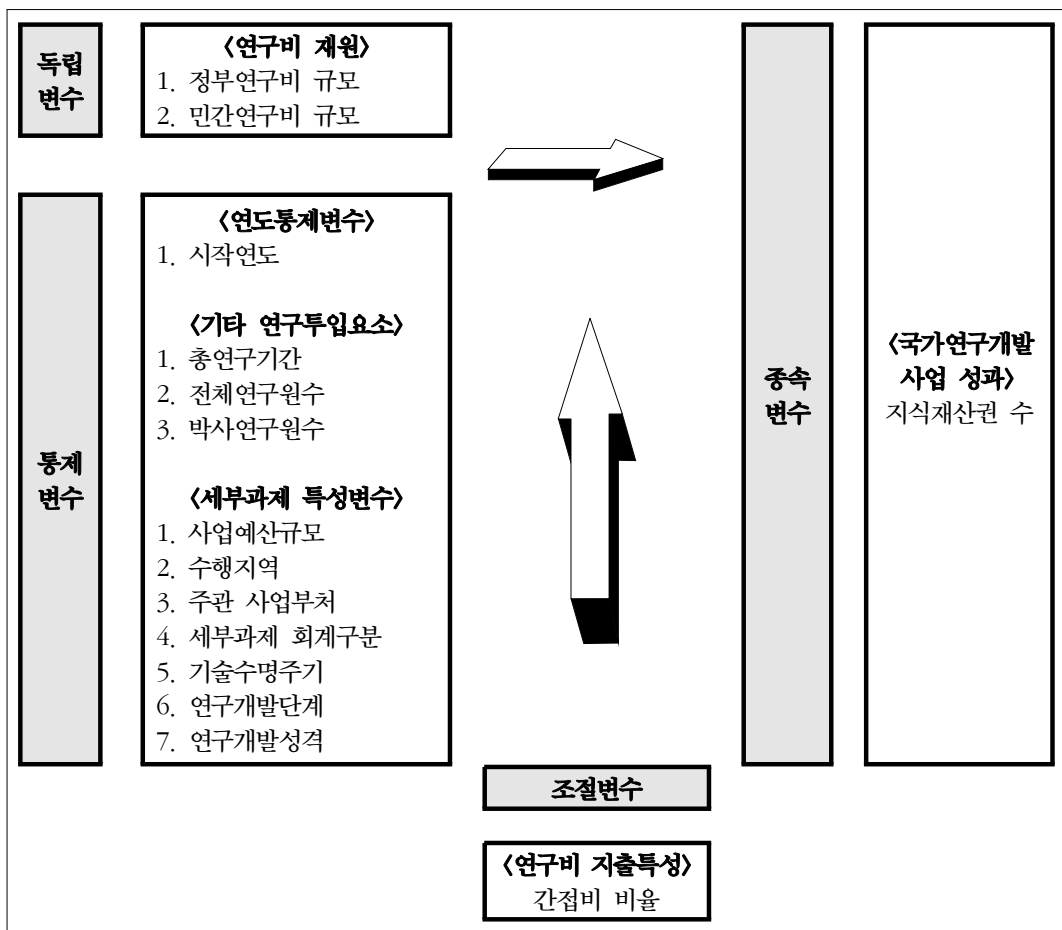 독립
변수
<연구비 재원>
1. 정부연구비 규모
2. 민간연구비 규모
통제
변수
<연도통제변수>
1. 시작연도
<기타 연구투입요소>
1. 총연구기간
2. 전체연구원수
3. 박사연구원수
<세부과제 특성변수>
1. 사업예산규모
2. 수행지역
3. 주관 사업부처
4. 세부과제 회계구분
5. 기술수명주기
6. 연구개발단계
7. 연구개발성격
종속
변수
<국가연구개발
사업 성과>
지식재산권 수
조절변수
<연구비 지출특성>
간접비 비율